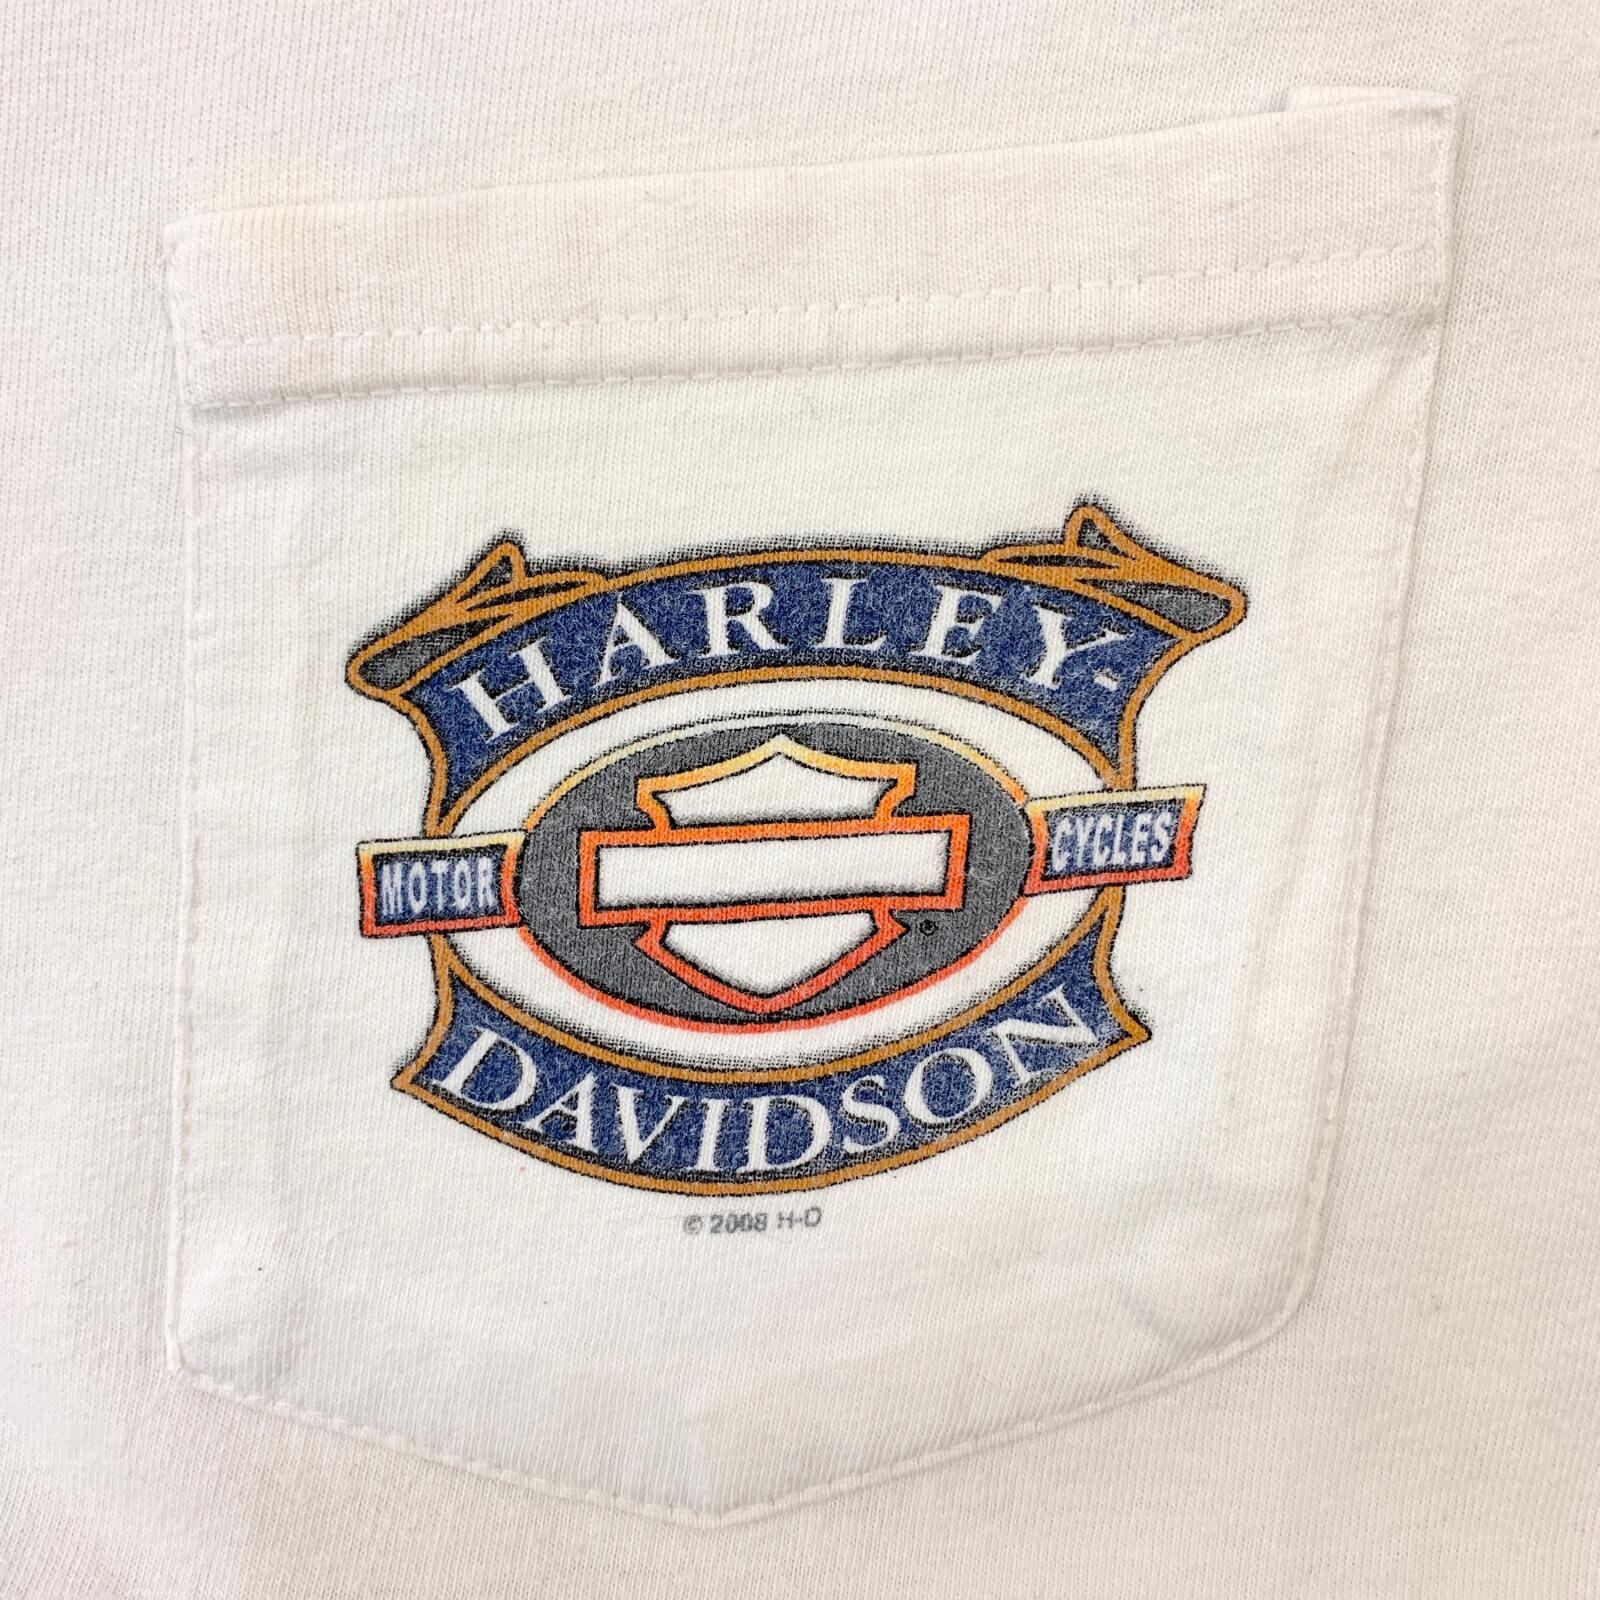 HARLEY-
MOTOR
CYCLES
®
DAVIDSON
© 2008 H-D